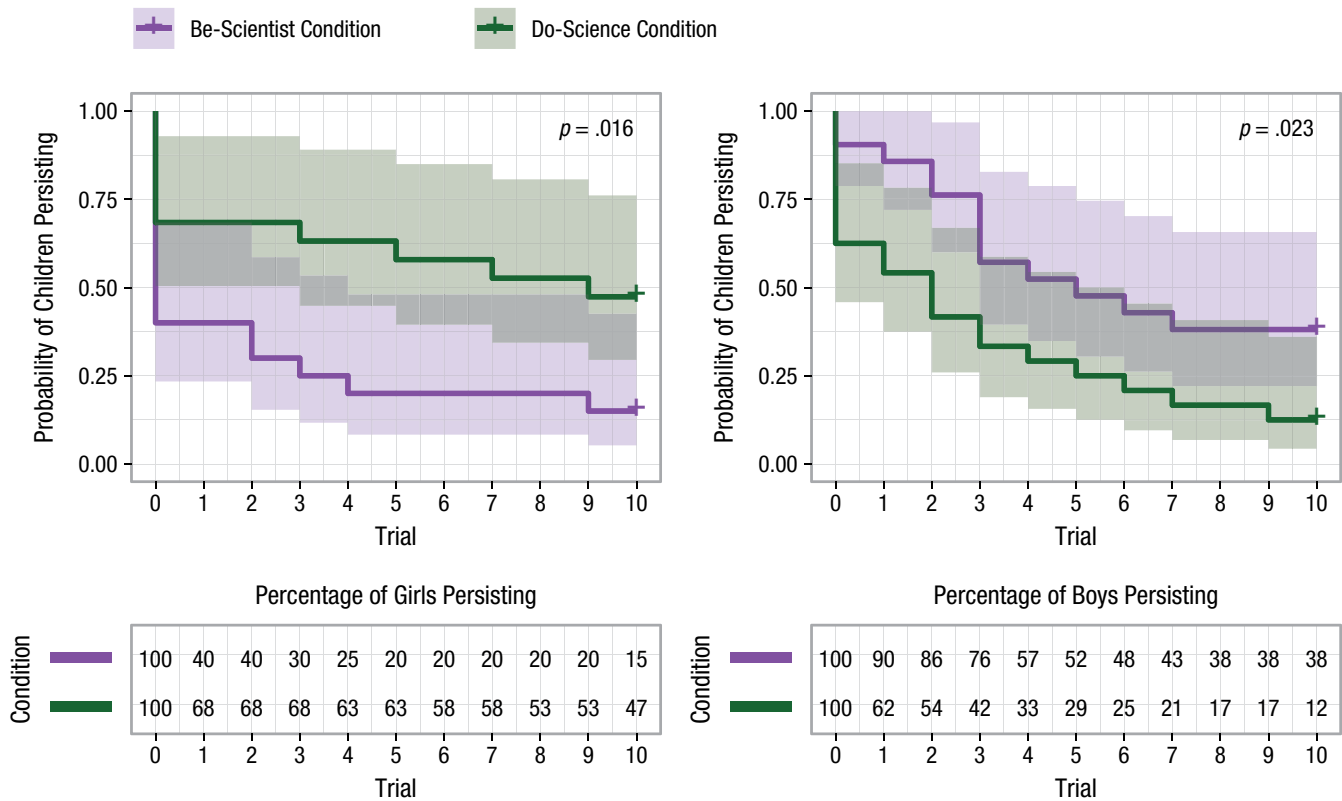 Be-Scientist Condition Do-Science Condition
Probability of Children Persisting
1.00
0.75
0.50
0.25
0.00
p = .016
0 1 2 3 4 5 6 7 8 9 10
Trial
Probability of Children Persisting
1.00
0.75
0.50
0.25
0.00
p = .023
0 1 2 3 4 5 6 7 8 9 10
Trial
Percentage of Girls Persisting
Condition
100 40 40 30 25 20 20 20 20 20 15
100 68 68 68 63 63 58 58 53 53 47
0 1 2 3 4 5 6 7 8 9 10
Trial
Percentage of Boys Persisting
Condition
100 90 86 76 57 52 48 43 38 38 38
100 62 54 42 33 29 25 21 17 17 12
0 1 2 3 4 5 6 7 8 9 10
Trial